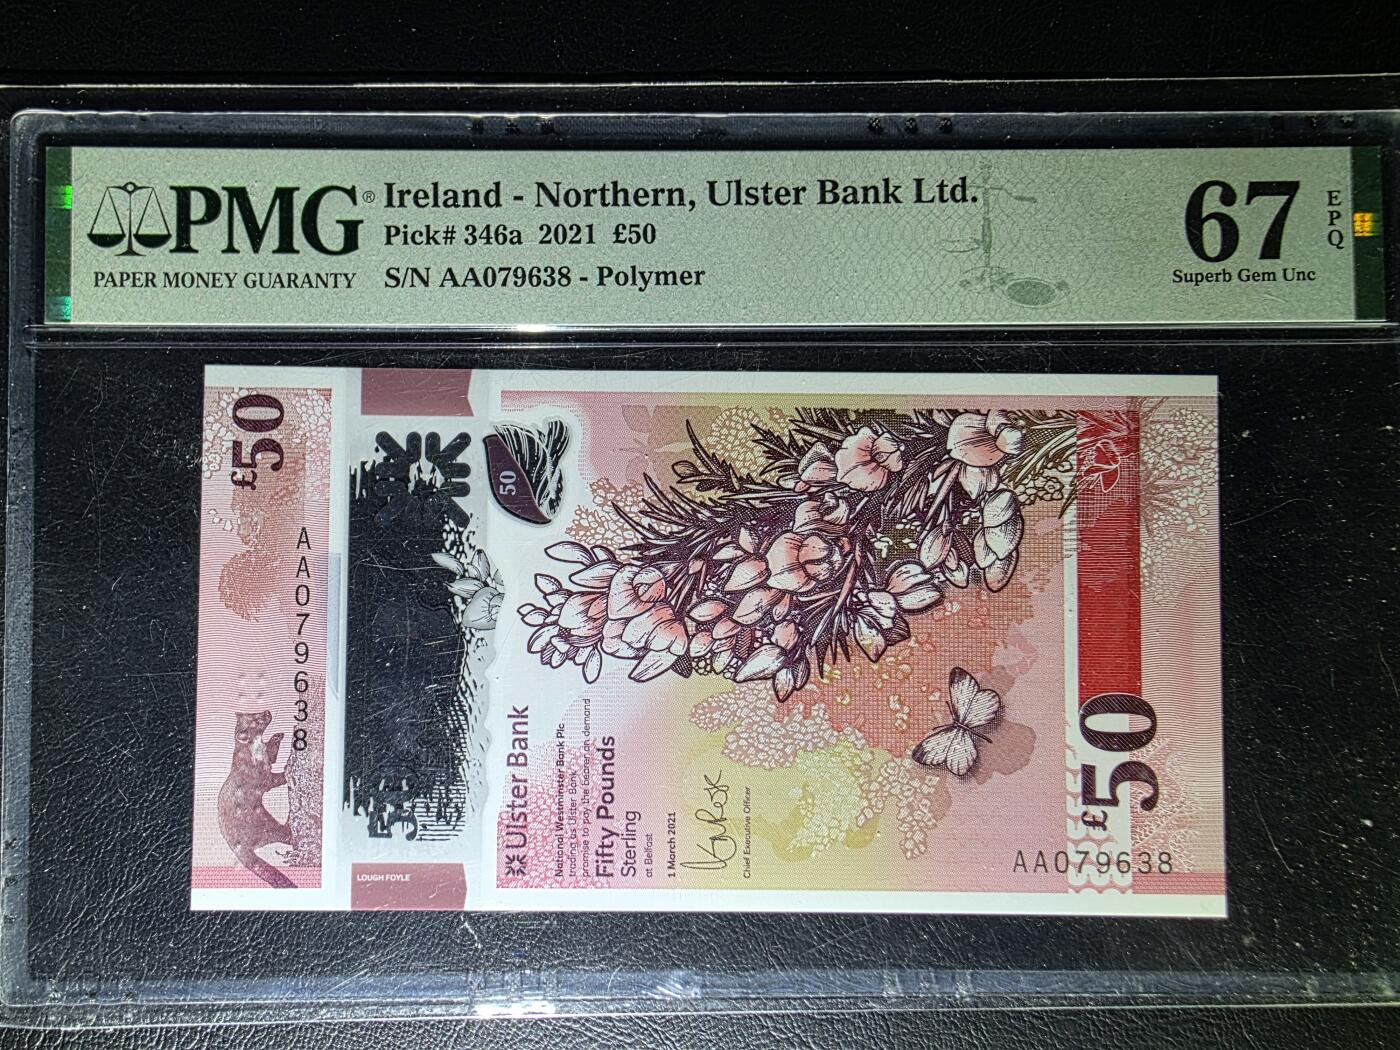 PMG®
PAPER MONEY GUARANTY
Ireland - Northern, Ulster Bank Ltd.
Pick# 346a 2021 £50
S/N AA079638 - Polymer
67
EPQ
Superb Gem Unc
£50
AA079638
50
LOUGH FOYLE
Ulster Bank
National Westminster Bank Plc
trading as Ulster Bank
promise to pay the bearer on demand
Fifty Pounds
Sterling
at Belfast
1 March 2021
Chief Executive Officer
£50
AA079638